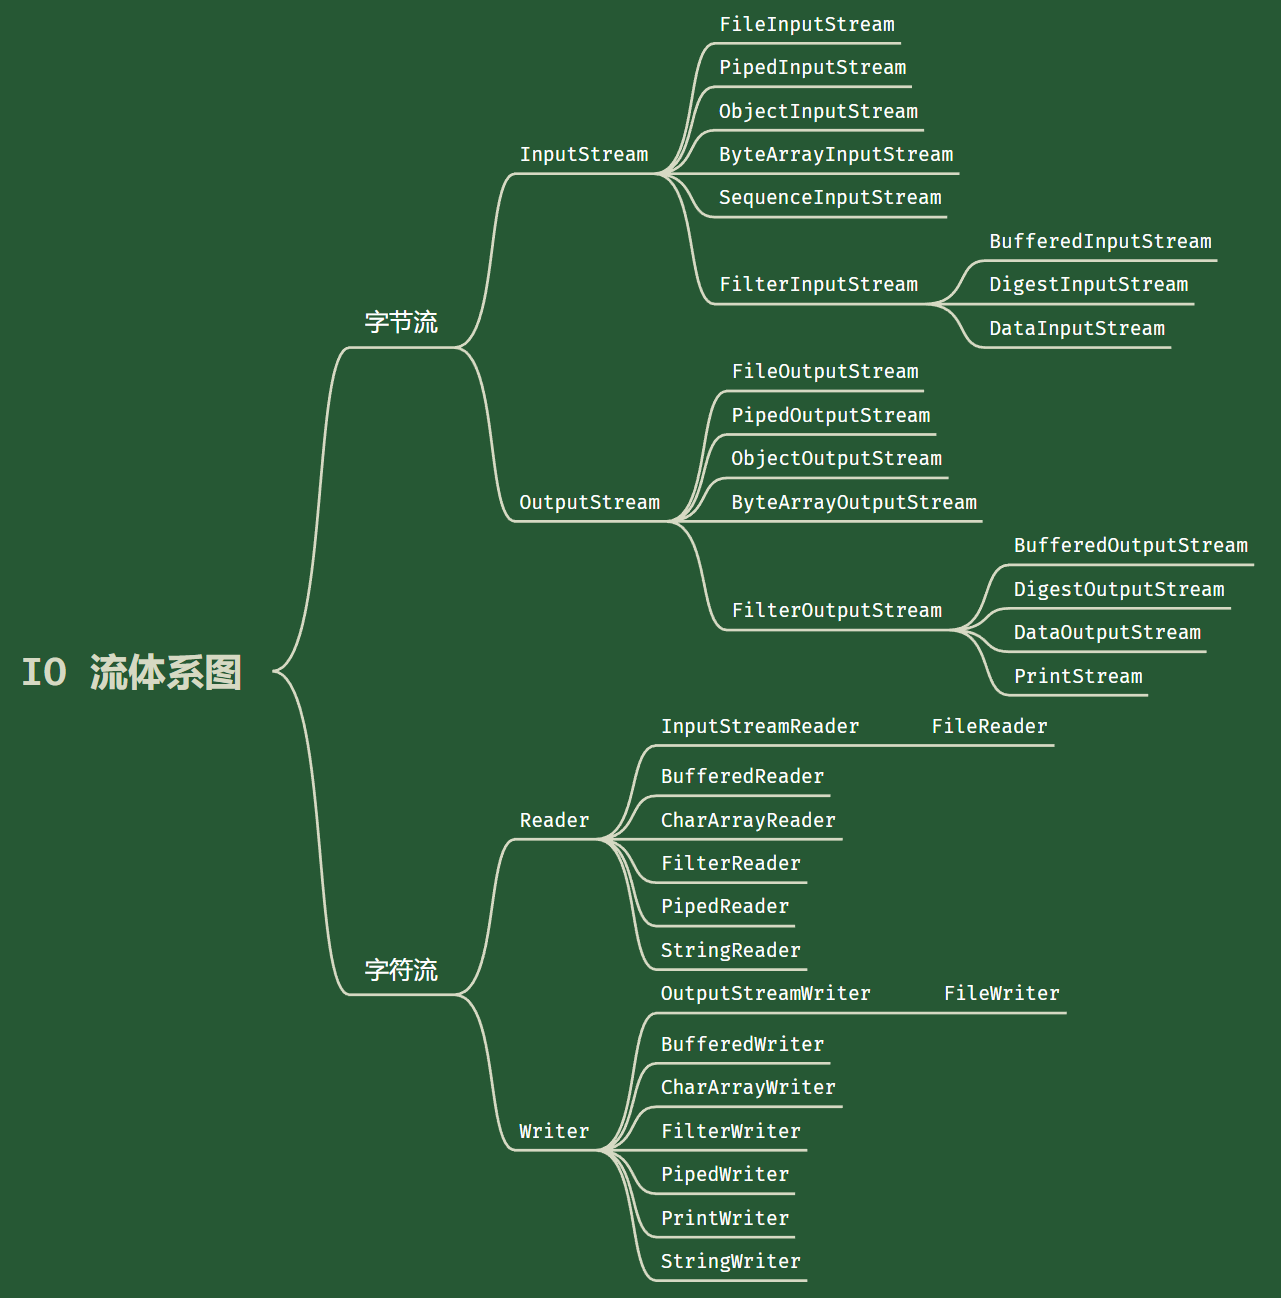 IO 流体系图
字节流
InputStream
FileInputStream
PipedInputStream
ObjectInputStream
ByteArrayInputStream
SequenceInputStream
FilterInputStream
BufferedInputStream
DigestInputStream
DataInputStream
OutputStream
FileOutputStream
PipedOutputStream
ObjectOutputStream
ByteArrayOutputStream
FilterOutputStream
BufferedOutputStream
DigestOutputStream
DataOutputStream
PrintStream
字符流
Reader
InputStreamReader
FileReader
BufferedReader
CharArrayReader
FilterReader
PipedReader
StringReader
Writer
OutputStreamWriter
FileWriter
BufferedWriter
CharArrayWriter
FilterWriter
PipedWriter
PrintWriter
StringWriter